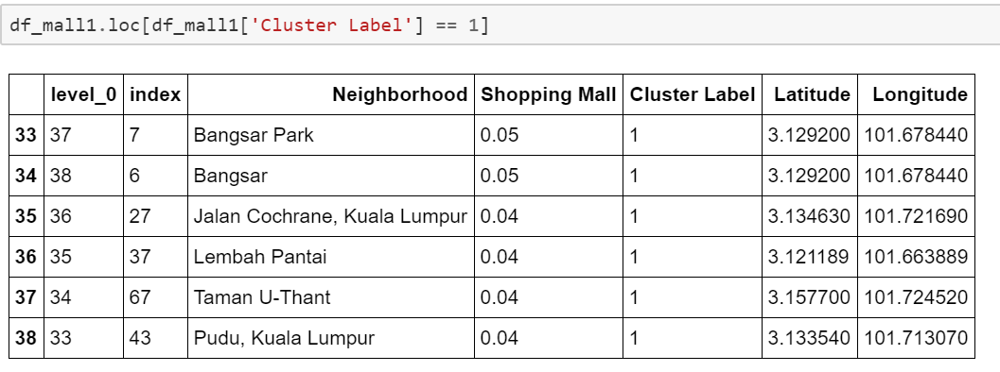 df_mall1.loc[df_mall1['Cluster Label'] == 1]
level_0 index Neighborhood Shopping Mall Cluster Label Latitude Longitude
33 37 7 Bangsar Park 0.05 1 3.129200 101.678440
34 38 6 Bangsar 0.05 1 3.129200 101.678440
35 36 27 Jalan Cochrane, Kuala Lumpur 0.04 1 3.134630 101.721690
36 35 37 Lembah Pantai 0.04 1 3.121189 101.663889
37 34 67 Taman U-Thant 0.04 1 3.157700 101.724520
38 33 43 Pudu, Kuala Lumpur 0.04 1 3.133540 101.713070